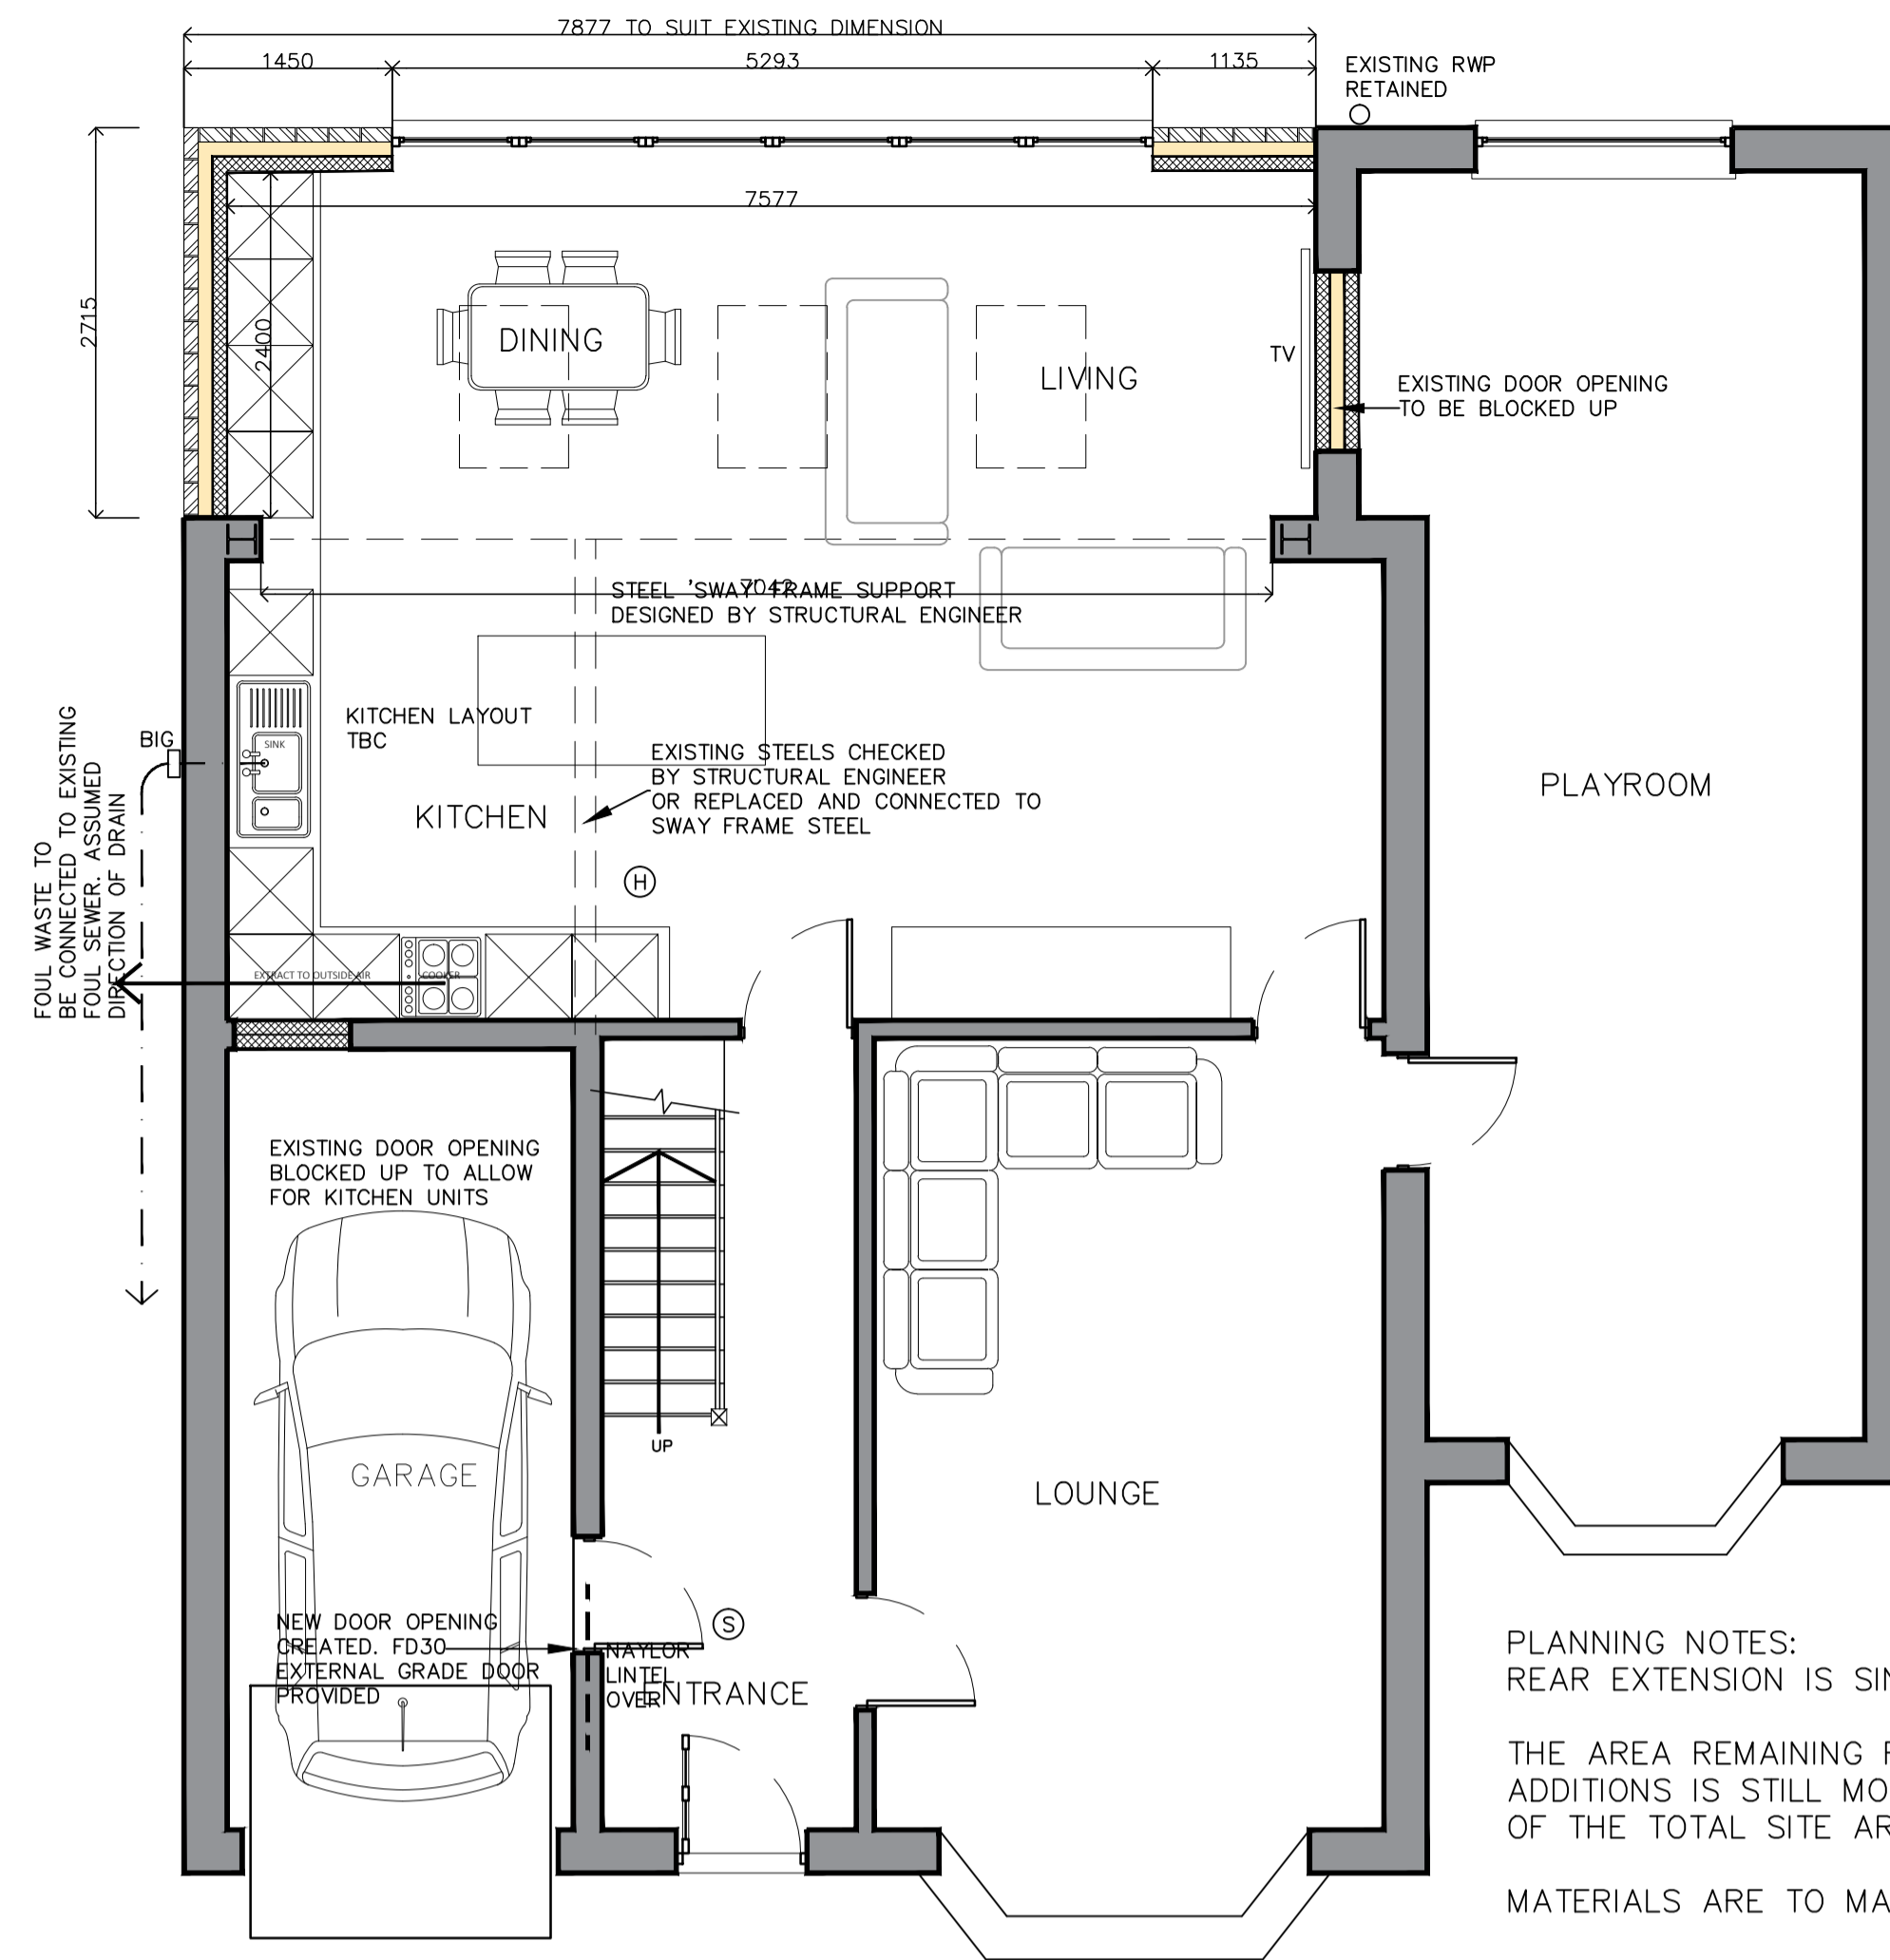 7877 TO SUIT EXISTING DIMENSION
1450
5293
1135
EXISTING RWP
RETAINED
7577
2715
2400
DINING
LIVING
TV
EXISTING DOOR OPENING
TO BE BLOCKED UP
7042
STEEL 'SWAY' FRAME SUPPORT
DESIGNED BY STRUCTURAL ENGINEER
KITCHEN LAYOUT
TBC
BIG
SINK
EXISTING STEELS CHECKED
BY STRUCTURAL ENGINEER
OR REPLACED AND CONNECTED TO
SWAY FRAME STEEL
KITCHEN
PLAYROOM
H
FOUL WASTE TO
BE CONNECTED TO EXISTING
FOUL SEWER. ASSUMED
DIRECTION OF DRAIN
EXTRACT TO OUTSIDE AIR
COOKER
EXISTING DOOR OPENING
BLOCKED UP TO ALLOW
FOR KITCHEN UNITS
UP
GARAGE
LOUNGE
NEW DOOR OPENING
CREATED. FD30
EXTERNAL GRADE DOOR
PROVIDED
S
NAYLOR
LINTEL
OVER
ENTRANCE
PLANNING NOTES:
REAR EXTENSION IS SIN
THE AREA REMAINING F
ADDITIONS IS STILL MO
OF THE TOTAL SITE AR
MATERIALS ARE TO MA